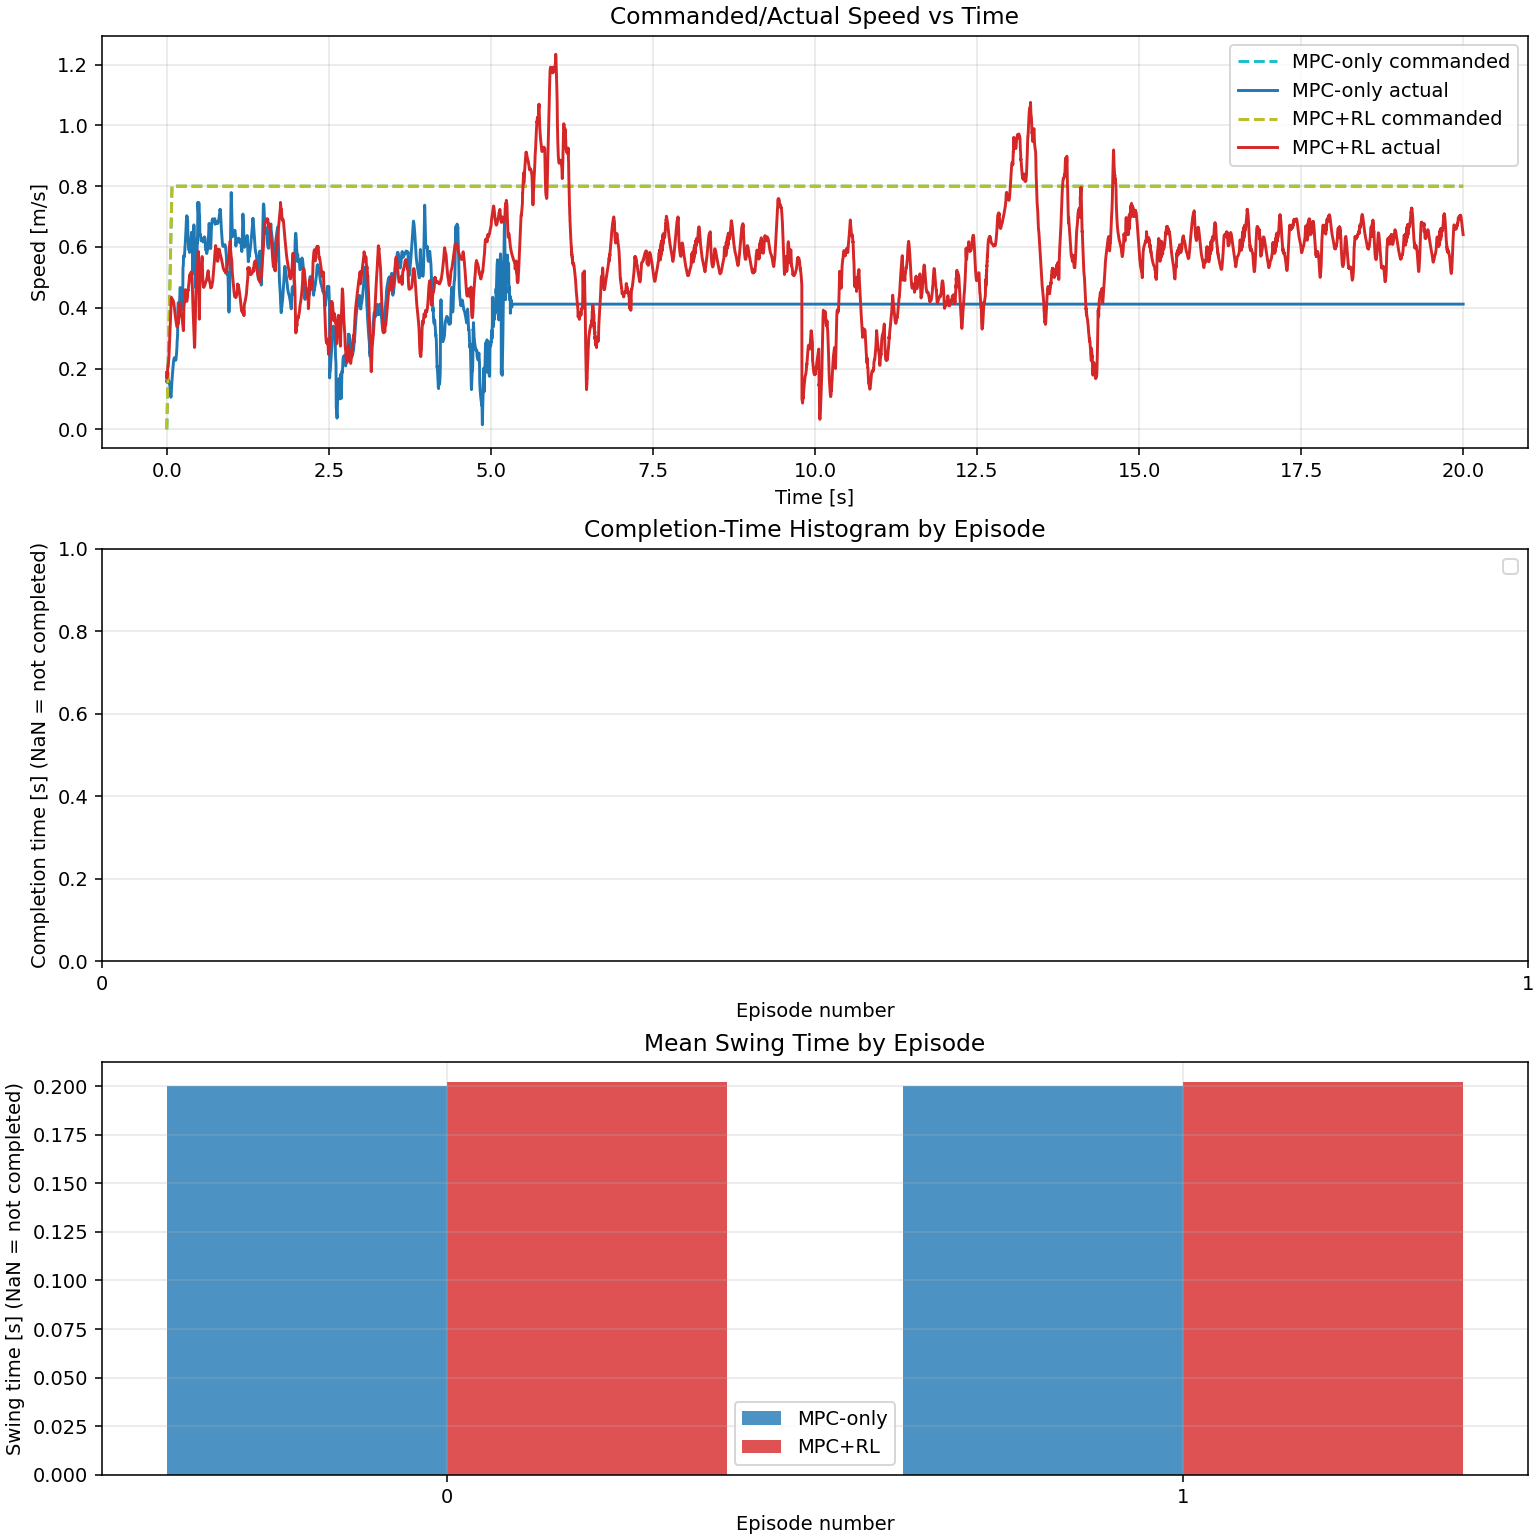 Commanded/Actual Speed vs Time
Speed [m/s]
1.2
1.0
0.8
0.6
0.4
0.2
0.0
MPC-only commanded
MPC-only actual
MPC+RL commanded
MPC+RL actual
0.0 2.5 5.0 7.5 10.0 12.5 15.0 17.5 20.0
Time [s]
Completion-Time Histogram by Episode
Completion time [s] (NaN = not completed)
1.0
0.8
0.6
0.4
0.2
0.0
0 1
Episode number
Mean Swing Time by Episode
Swing time [s] (NaN = not completed)
0.200
0.175
0.150
0.125
0.100
0.075
0.050
0.025
0.000
MPC-only
MPC+RL
0 1
Episode number